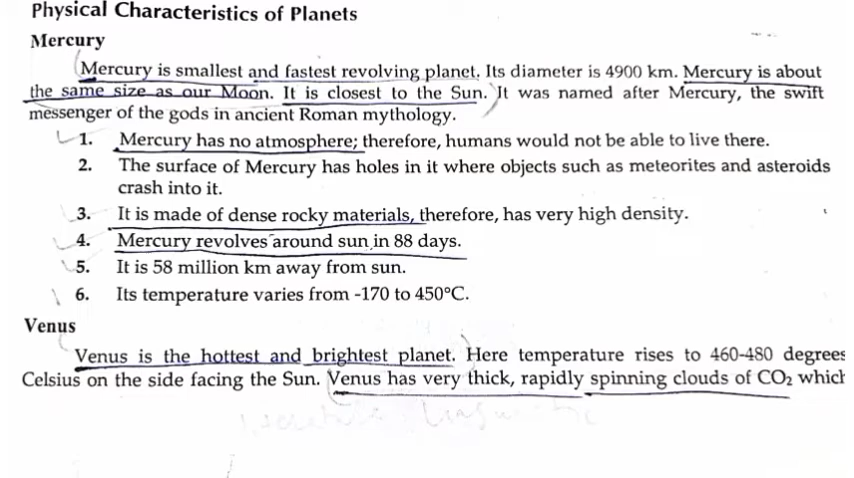 Physical Characteristics of Planets
Mercury
Mercury is smallest and fastest revolving planet. Its diameter is 4900 km. Mercury is about
the same size as our Moon. It is closest to the Sun. It was named after Mercury, the swift
messenger of the gods in ancient Roman mythology.
1. Mercury has no atmosphere; therefore, humans would not be able to live there.
2. The surface of Mercury has holes in it where objects such as meteorites and asteroids
crash into it.
3. It is made of dense rocky materials, therefore, has very high density.
4. Mercury revolves around sun in 88 days.
5. It is 58 million km away from sun.
6. Its temperature varies from -170 to 450°C.
Venus
Venus is the hottest and brightest planet. Here temperature rises to 460-480 degrees
Celsius on the side facing the Sun. Venus has very thick, rapidly spinning clouds of CO₂ which